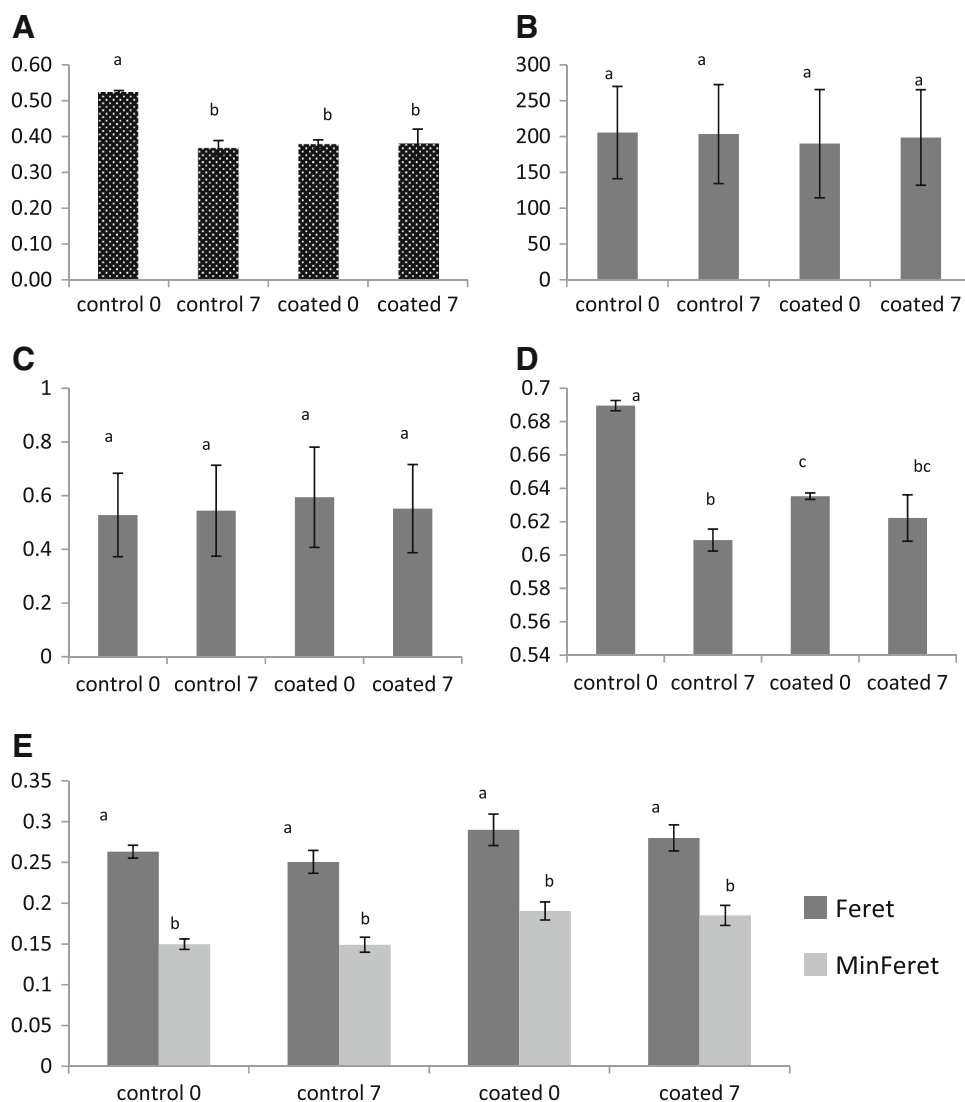 A
a
0.60
0.50
b
b
b
0.40
0.30
0.20
0.10
0.00
control 0 control 7 coated 0 coated 7
B
a a a a
300
250
200
150
100
50
0
control 0 control 7 coated 0 coated 7
C
1
a a a a
0.8
0.6
0.4
0.2
0
control 0 control 7 coated 0 coated 7
D
0.7
a
0.68
0.66
c bc
0.64
b
0.62
0.6
0.58
0.56
0.54
control 0 control 7 coated 0 coated 7
E
0.35
a a a a
0.3
0.25
b b b b
0.2
0.15
0.1
0.05
0
control 0 control 7 coated 0 coated 7
Feret
MinFeret